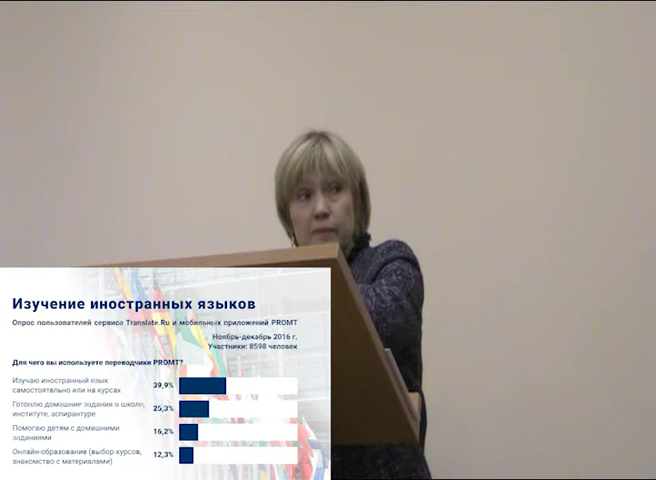 Изучение иностранных языков
Опрос пользователей сервиса Translate.Ru и мобильных приложений PROMT
Ноябрь-декабрь 2016 г.
Участники: 8598 человек
Для чего вы используете переводчики PROMT?
Изучаю иностранный язык
самостоятельно или на курсах 39,9%
Готовлю домашние задания в школе,
институте, аспирантуре 25,3%
Помогаю детям с домашними
заданиями 16,2%
Онлайн-образование (выбор курсов,
знакомство с материалами) 12,3%